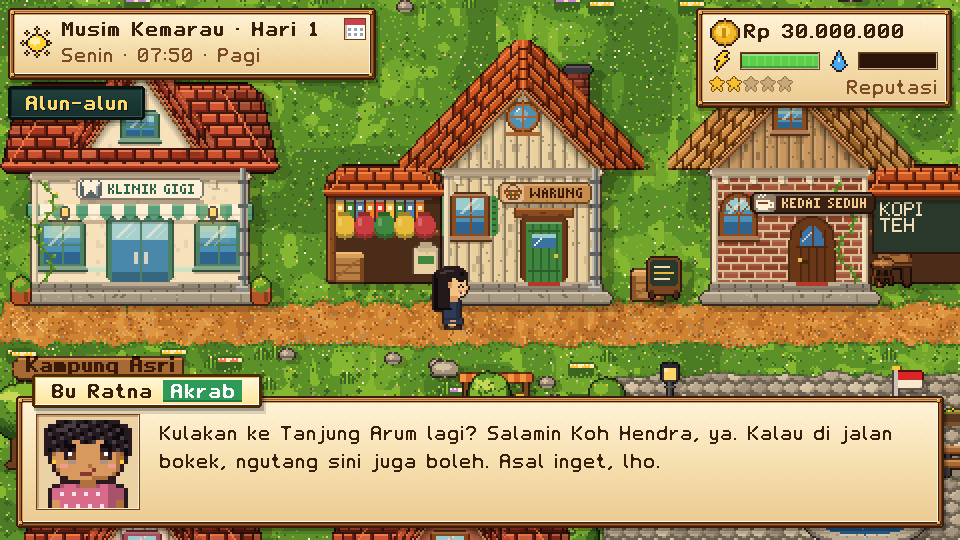 Musim Kemarau · Hari 1
Senin · 07:50 · Pagi
Rp 30.000.000
Reputasi
Alun-alun
KLINIK GIGI
WARUNG
KEDAI SEDUH
KOPI
TEH
Kampung Asri
Bu Ratna Akrab
Kulakan ke Tanjung Arum lagi? Salamin Koh Hendra, ya. Kalau di jalan
bokek, ngutang sini juga boleh. Asal inget, lho.